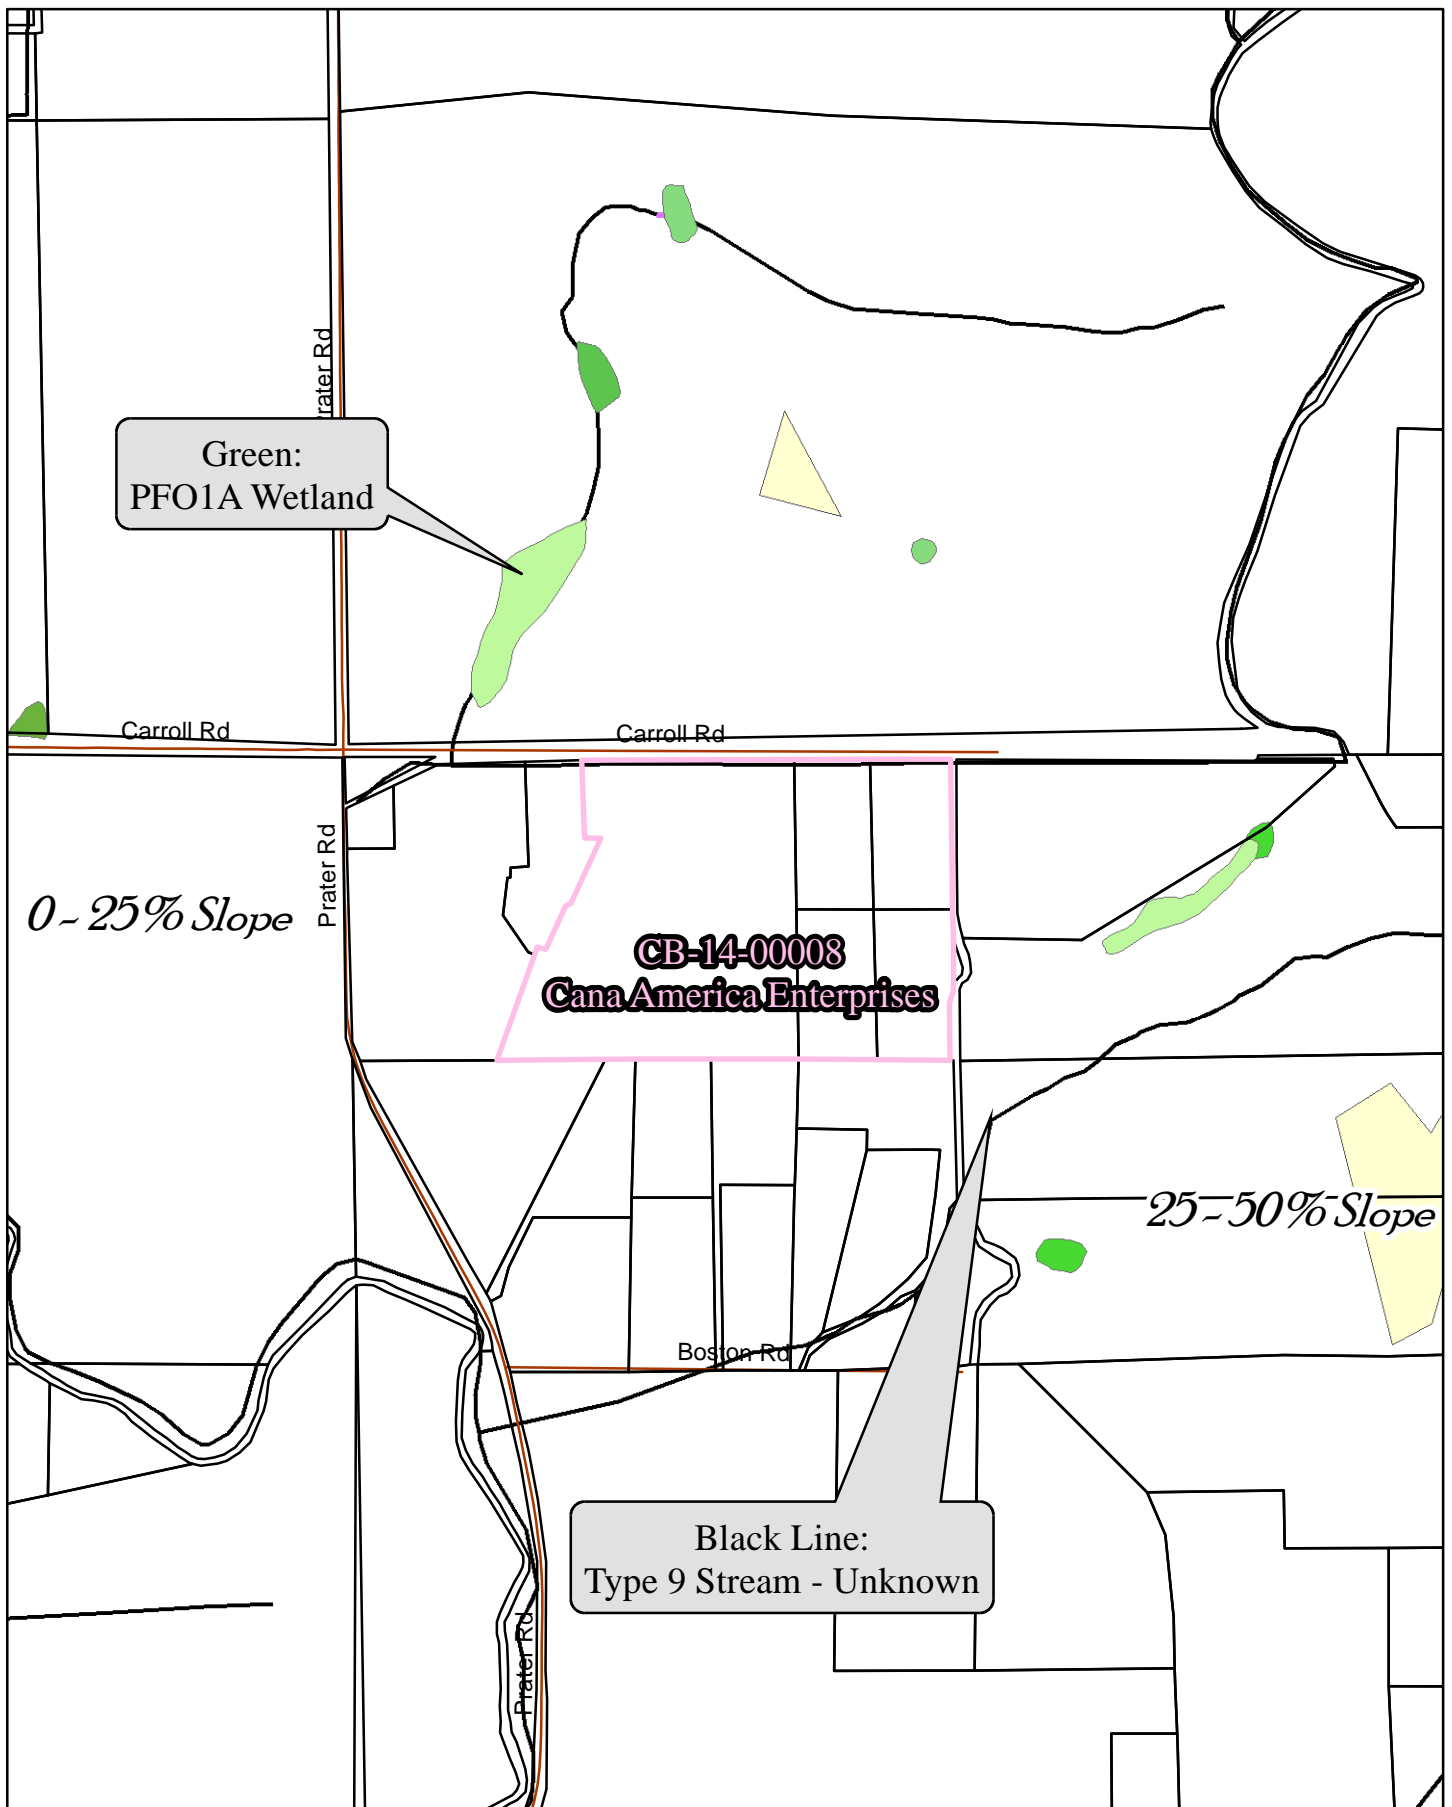 Prater Rd
Green:
PFO1A Wetland
Carroll Rd
Carroll Rd
Prater Rd
0 - 25% Slope
CB-14-00008
Cana America Enterprises
25-50% Slope
Boston Rd
Black Line:
Type 9 Stream - Unknown
Prater Rd